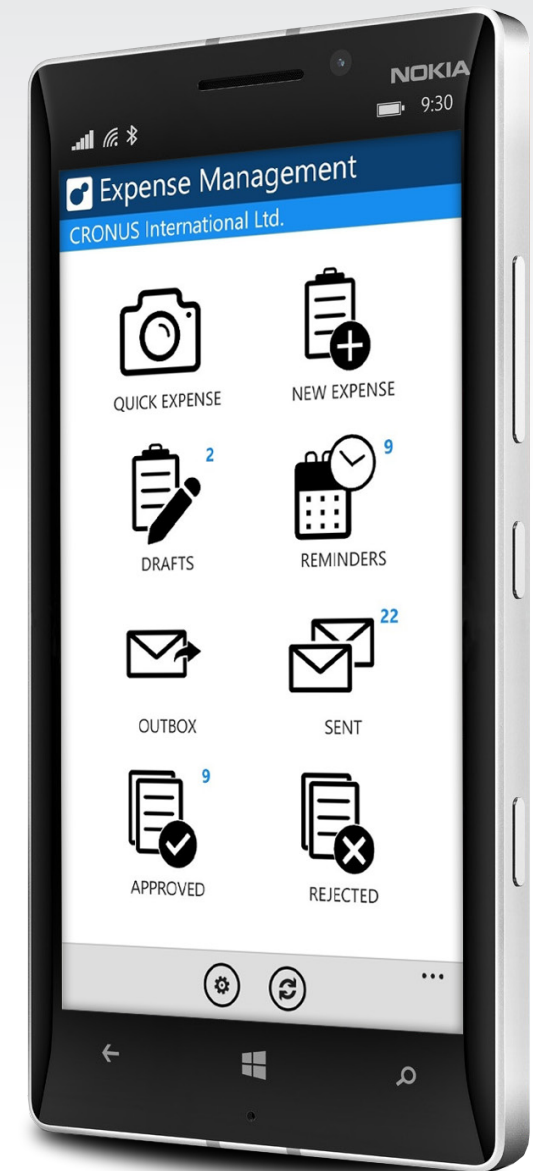 NOKIA
9:30
Expense Management
CRONUS International Ltd.
QUICK EXPENSE
NEW EXPENSE
2
9
DRAFTS
REMINDERS
22
OUTBOX
SENT
9
APPROVED
REJECTED